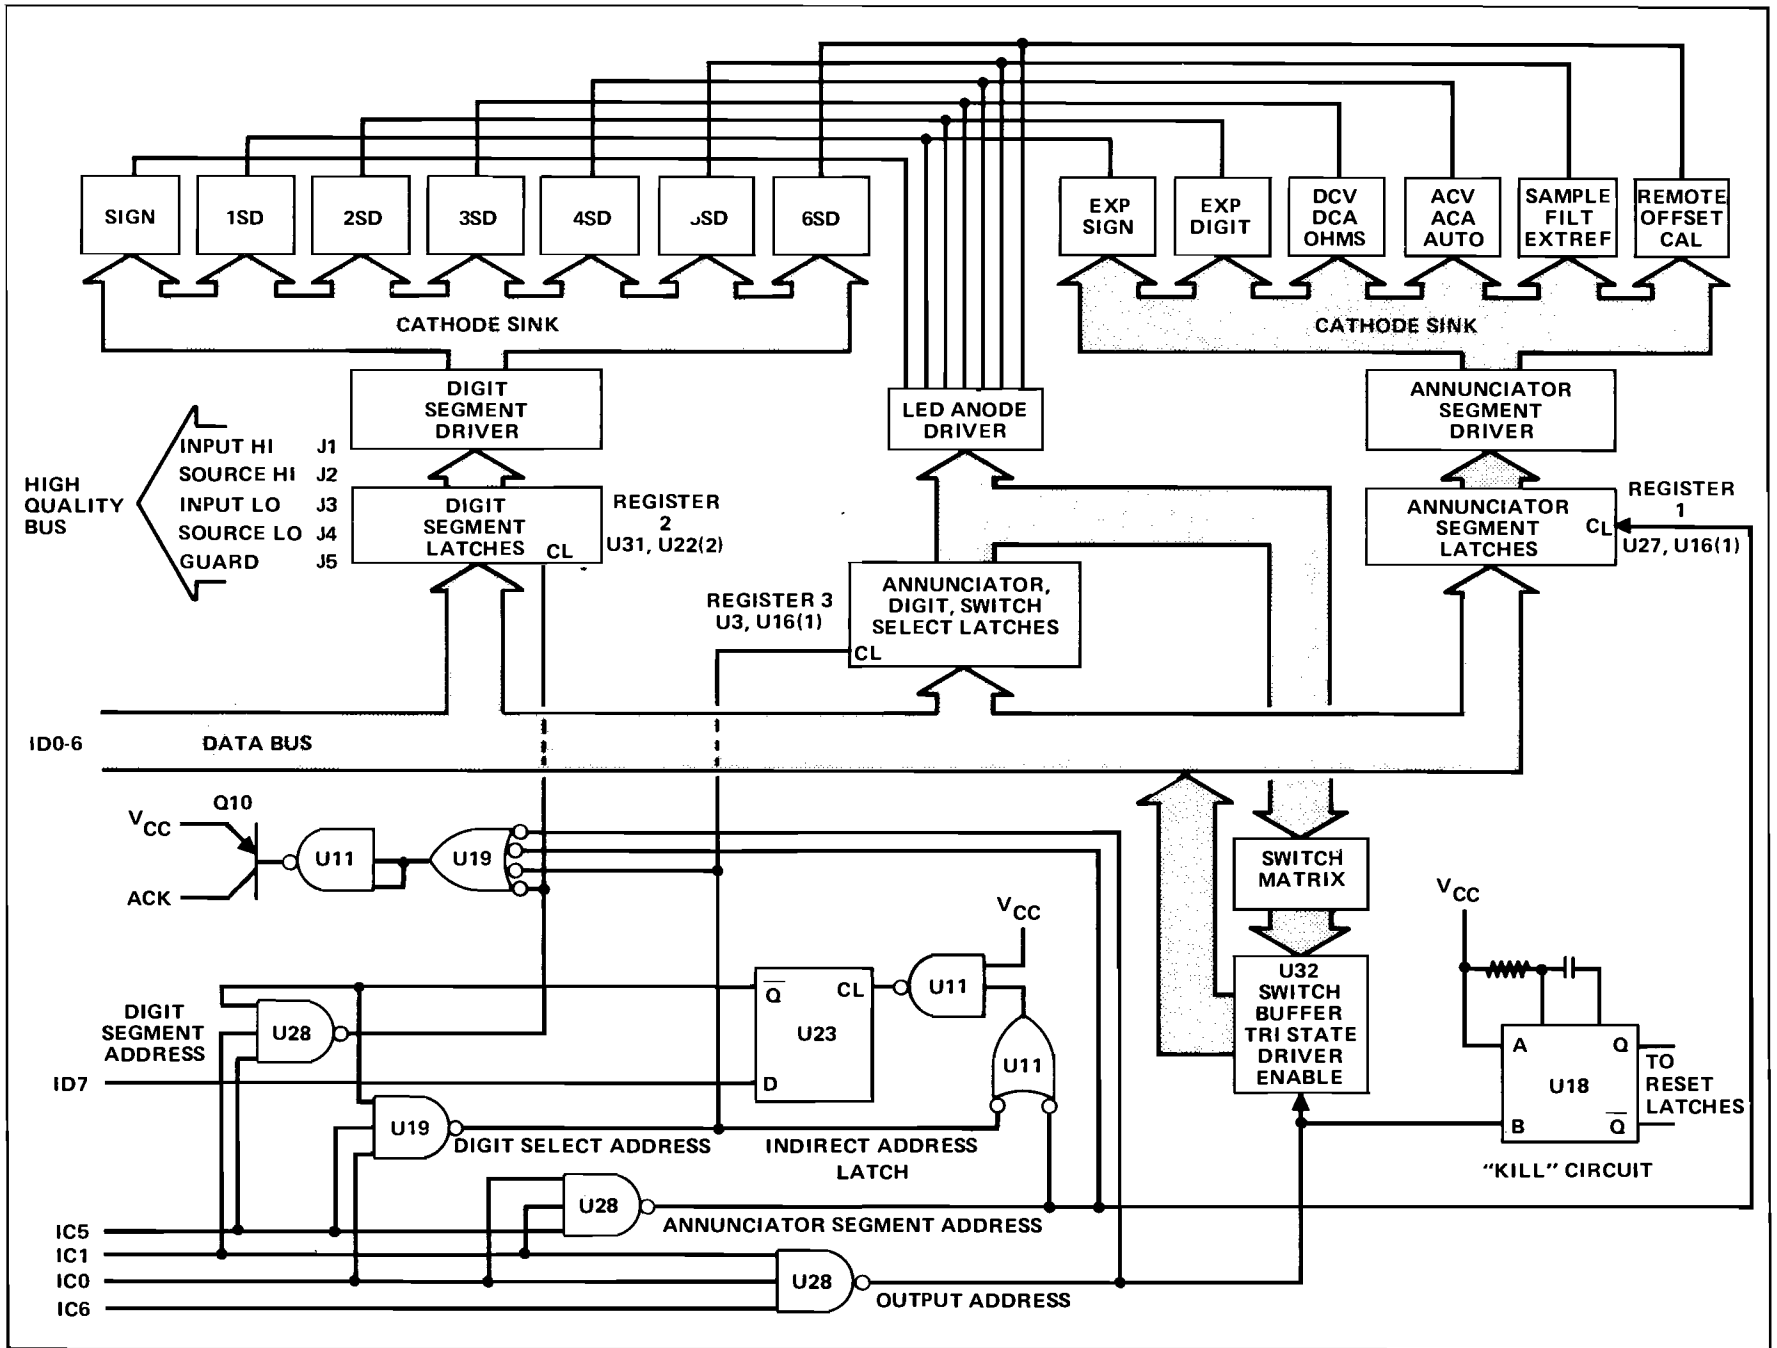 SIGN
1SD
2SD
3SD
4SD
SD
6SD
EXP
SIGN
EXP
DIGIT
DCV
DCA
OHMS
ACV
ACA
AUTO
SAMPLE
FILT
EXTREF
REMOTE
OFFSET
CAL
CATHODE SINK
CATHODE SINK
DIGIT
SEGMENT
DRIVER
LED ANODE
DRIVER
ANNUNCIATOR
SEGMENT
DRIVER
HIGH
QUALITY
BUS
INPUT HI J1
SOURCE HI J2
INPUT LO J3
SOURCE LO J4
GUARD J5
DIGIT
SEGMENT
LATCHES
CL
REGISTER
2
U31, U22(2)
ANNUNCIATOR
SEGMENT
LATCHES
CL
REGISTER
1
U27, U16(1)
REGISTER 3
U3, U16(1)
ANNUNCIATOR,
DIGIT, SWITCH
SELECT LATCHES
CL
ID0-6
DATA BUS
Q10
VCC
ACK
U11
U19
SWITCH
MATRIX
VCC
VCC
DIGIT
SEGMENT
ADDRESS
U28
Q̅
CL
U23
D
U11
U11
U32
SWITCH
BUFFER
TRI STATE
DRIVER
ENABLE
A
Q
U18
B
Q̅
TO
RESET
LATCHES
ID7
U19
DIGIT SELECT ADDRESS
INDIRECT ADDRESS
LATCH
"KILL" CIRCUIT
U28
ANNUNCIATOR SEGMENT ADDRESS
IC5
IC1
IC0
IC6
U28
OUTPUT ADDRESS